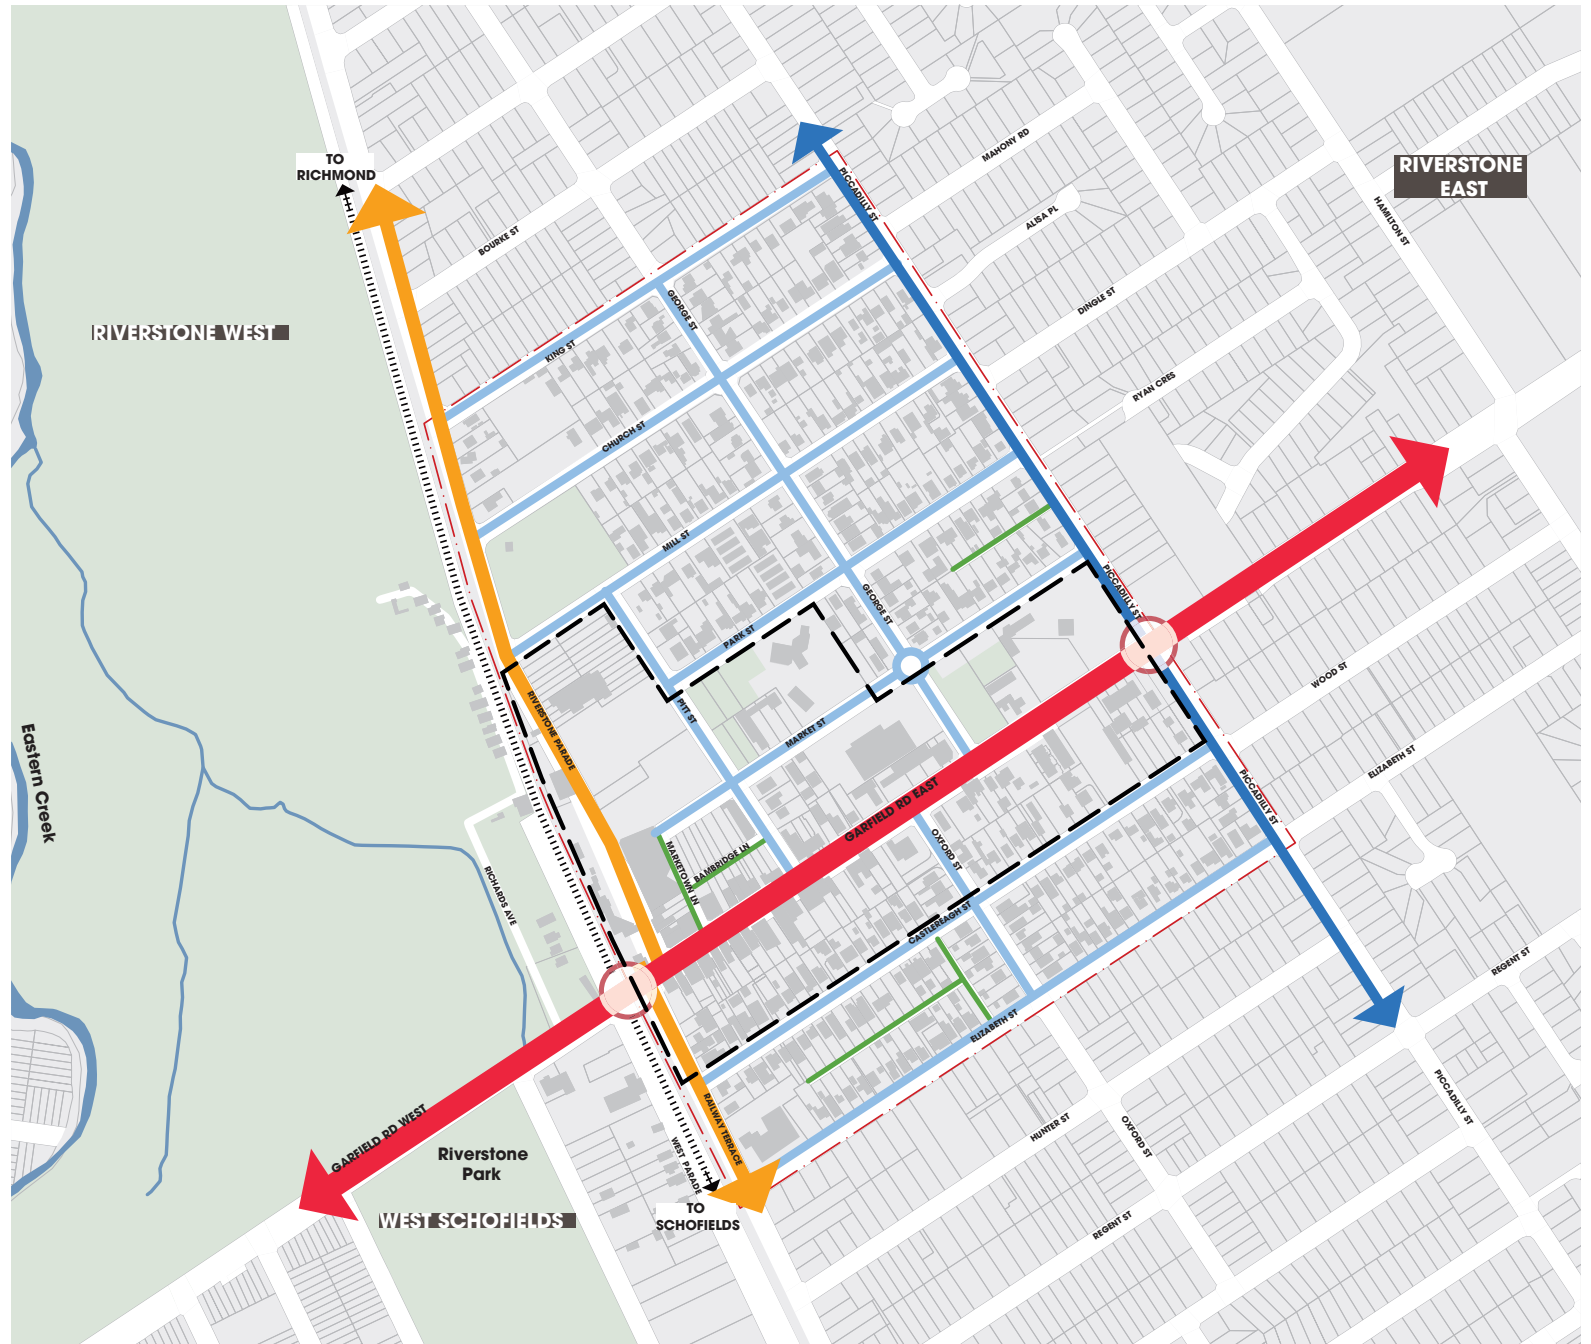 TO
RICHMOND
RIVERSTONE
EAST
MAHONY RD
PICCADILLY ST
HAMILTON ST
ALISA PL
BOURKE ST
DINGLE ST
GEORGE ST
RIVERSTONE WEST
KING ST
RYAN CRES
CHURCH ST
MILL ST
PICCADILLY ST
GEORGE ST
PARK ST
WOOD ST
PITT ST
RIVERSTONE PARADE
MARKET ST
ELIZABETH ST
Eastern Creek
PICCADILLY ST
GARFIELD RD EAST
OXFORD ST
MARKETOWN LN
BAMBRIDGE LN
RICHARDS AVE
CASTLEREAGH ST
REGENT ST
ELIZABETH ST
PICCADILLY ST
HUNTER ST
OXFORD ST
RAILWAY TERRACE
GARFIELD RD WEST
WEST PARADE
Riverstone
Park
TO
SCHOFIELDS
WEST SCHOFIELDS
REGENT ST